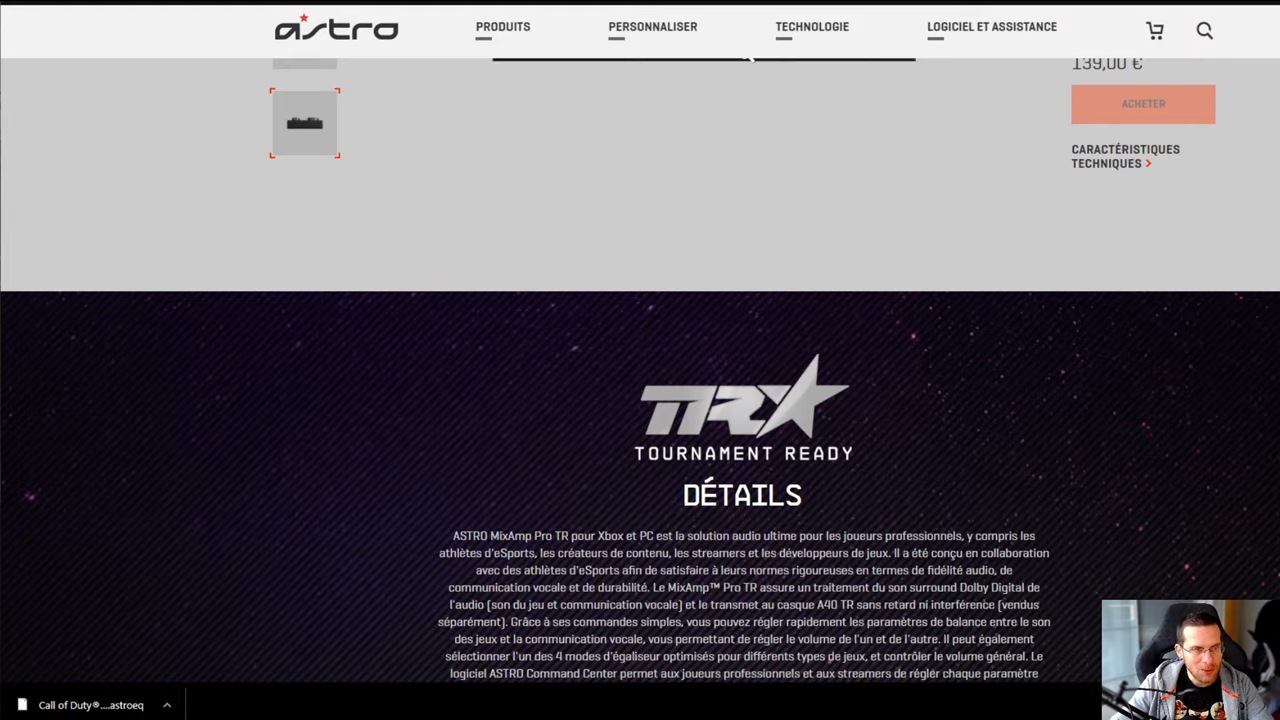 astro
PRODUITS
PERSONNALISER
TECHNOLOGIE
LOGICIEL ET ASSISTANCE
139,00 €
ACHETER
CARACTÉRISTIQUES
TECHNIQUES >
TR
TOURNAMENT READY
DÉTAILS
ASTRO MixAmp Pro TR pour Xbox et PC est la solution audio ultime pour les joueurs professionnels, y compris les
athlètes d'eSports, les créateurs de contenu, les streamers et les développeurs de jeux. Il a été conçu en collaboration
avec des athlètes d'eSports afin de satisfaire à leurs normes rigoureuses en termes de fidélité audio, de
communication vocale et de durabilité. Le MixAmp™ Pro TR assure un traitement du son surround Dolby Digital de
l'audio (son du jeu et communication vocale) et le transmet au casque A40 TR sans retard ni interférence (vendus
séparément). Grâce à ses commandes simples, vous pouvez régler rapidement les paramètres de balance entre le son
des jeux et la communication vocale, vous permettant de régler le volume de l'un et de l'autre. Il peut également
sélectionner l'un des 4 modes d'égaliseur optimisés pour différents types de jeux, et contrôler le volume général. Le
logiciel ASTRO Command Center permet aux joueurs professionnels et aux streamers de régler chaque paramètre
Call of Duty®....astroeq